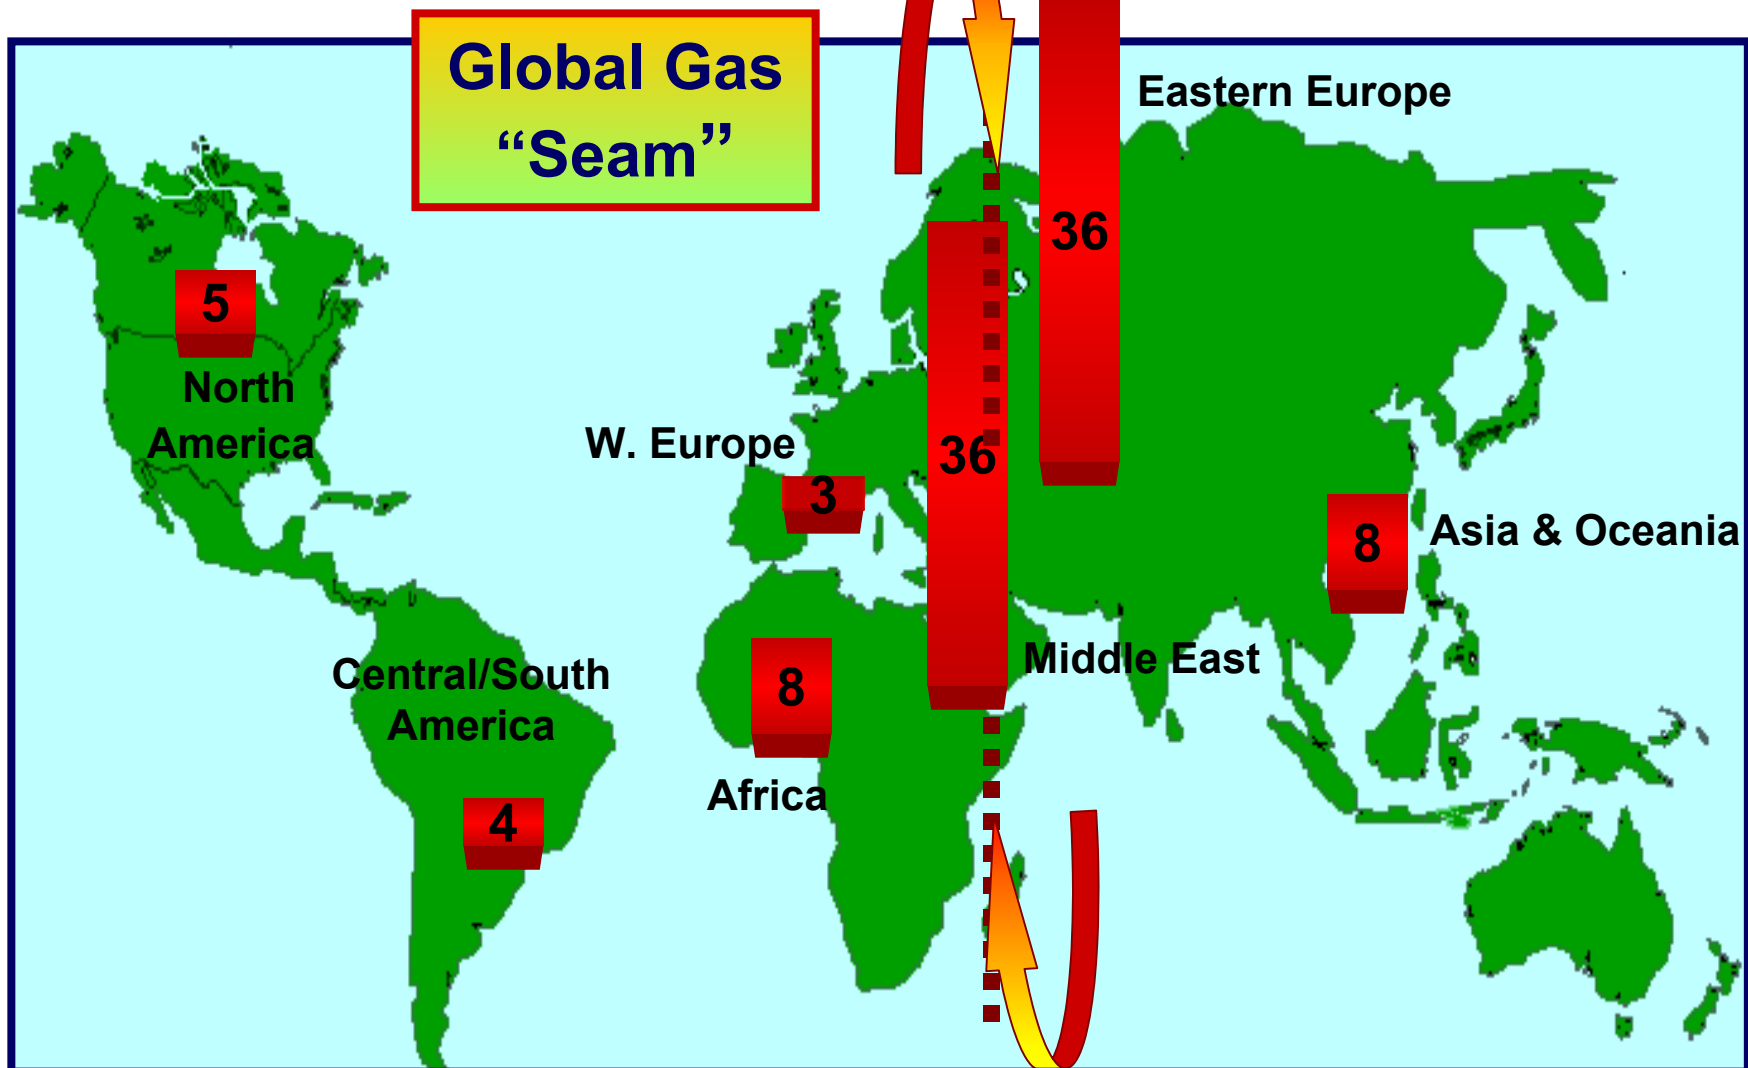 Global Gas
“Seam”
Eastern Europe
36
5
North
America
W. Europe
36
3
8
Asia & Oceania
Central/South
America
8
Middle East
Africa
4